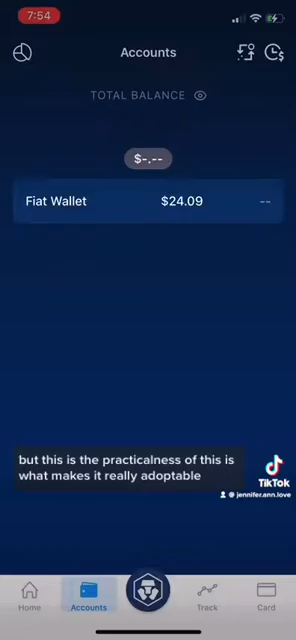 7:54
Accounts
TOTAL BALANCE
$-.--
Fiat Wallet $24.09 --
but this is the practicalness of this is
what makes it really adoptable
TikTok
@ jennifer.ann.love
Home Accounts Track Card